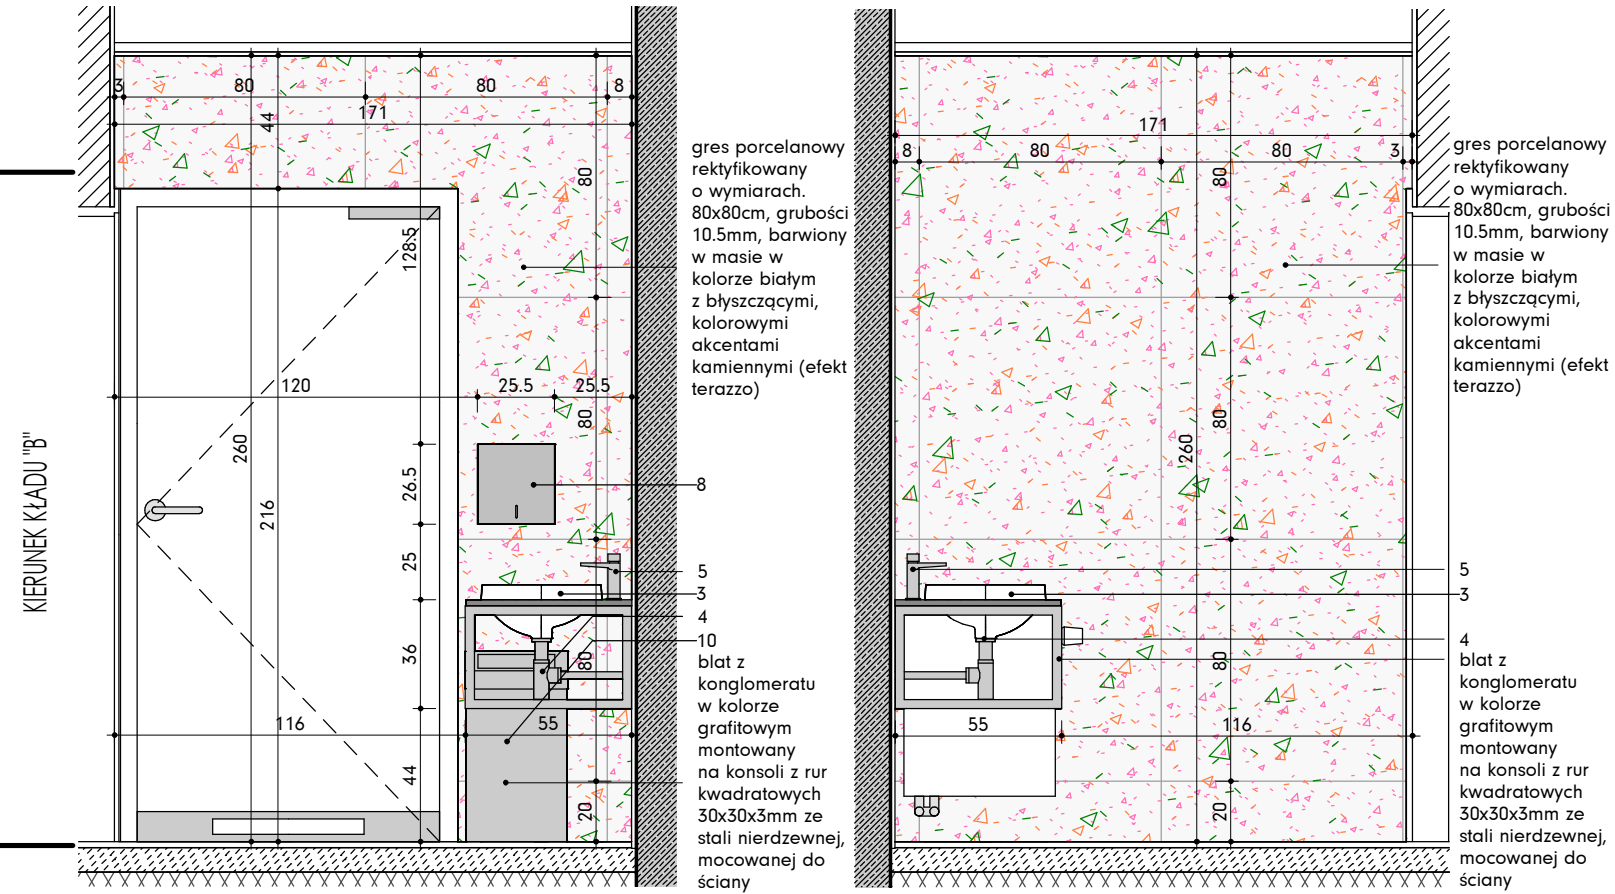 KIERUNEK KŁADU "B"
3
80
80
8
171
44
80
128.5
120
25.5
25.5
80
260
26.5
216
25
36
80
116
55
44
20
gres porcelanowy
rektyfikowany
o wymiarach.
80x80cm, grubości
10.5mm, barwiony
w masie w
kolorze białym
z błyszczącymi,
kolorowymi
akcentami
kamiennymi (efekt
terazzo)
8
5
3
4
10
blat z
konglomeratu
w kolorze
grafitowym
montowany
na konsoli z rur
kwadratowych
30x30x3mm ze
stali nierdzewnej,
mocowanej do
ściany
171
8
80
80
3
80
80
260
80
55
116
20
gres porcelanowy
rektyfikowany
o wymiarach.
80x80cm, grubości
10.5mm, barwiony
w masie w
kolorze białym
z błyszczącymi,
kolorowymi
akcentami
kamiennymi (efekt
terazzo)
5
3
4
blat z
konglomeratu
w kolorze
grafitowym
montowany
na konsoli z rur
kwadratowych
30x30x3mm ze
stali nierdzewnej,
mocowanej do
ściany